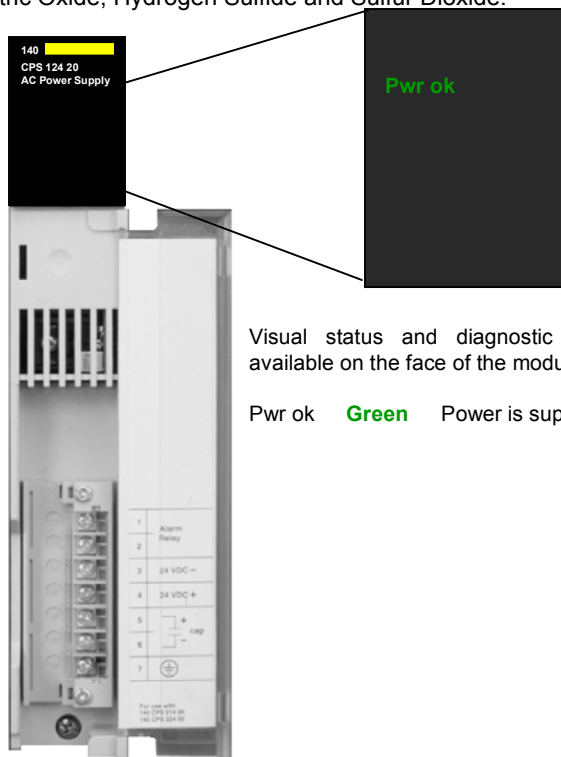 the Oxide, Hydrogen Sulfide and Sulfur Dioxide.
140
CPS 124 20
AC Power Supply
Pwr ok
Visual status and diagnostic
available on the face of the modu
Pwr ok Green Power is sup
1
Alarm
Relay
2
3 24 VDC –
4 24 VDC +
5 +
cap
6 –
7
For use with
140 CPS 214 00
140 CPS 224 00